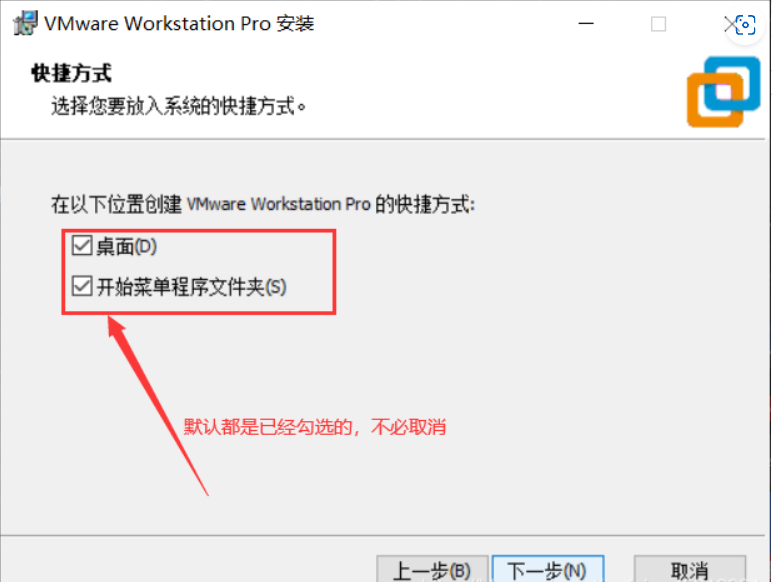 VMware Workstation Pro 安装
快捷方式
选择您要放入系统的快捷方式。
在以下位置创建 VMware Workstation Pro 的快捷方式:
桌面(D)
开始菜单程序文件夹(S)
默认都是已经勾选的，不必取消
上一步(B) 下一步(N) 取消